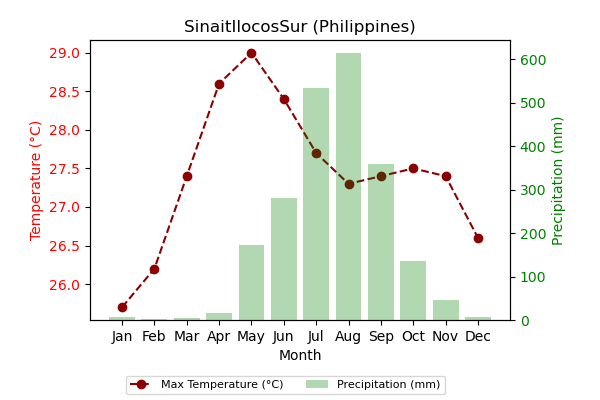 SinaitIlocosSur (Philippines)
Temperature (°C)
29.0
28.5
28.0
27.5
27.0
26.5
26.0
600
500
400
300
200
100
0
Precipitation (mm)
Jan Feb Mar Apr May Jun Jul Aug Sep Oct Nov Dec
Month
Max Temperature (°C) Precipitation (mm)